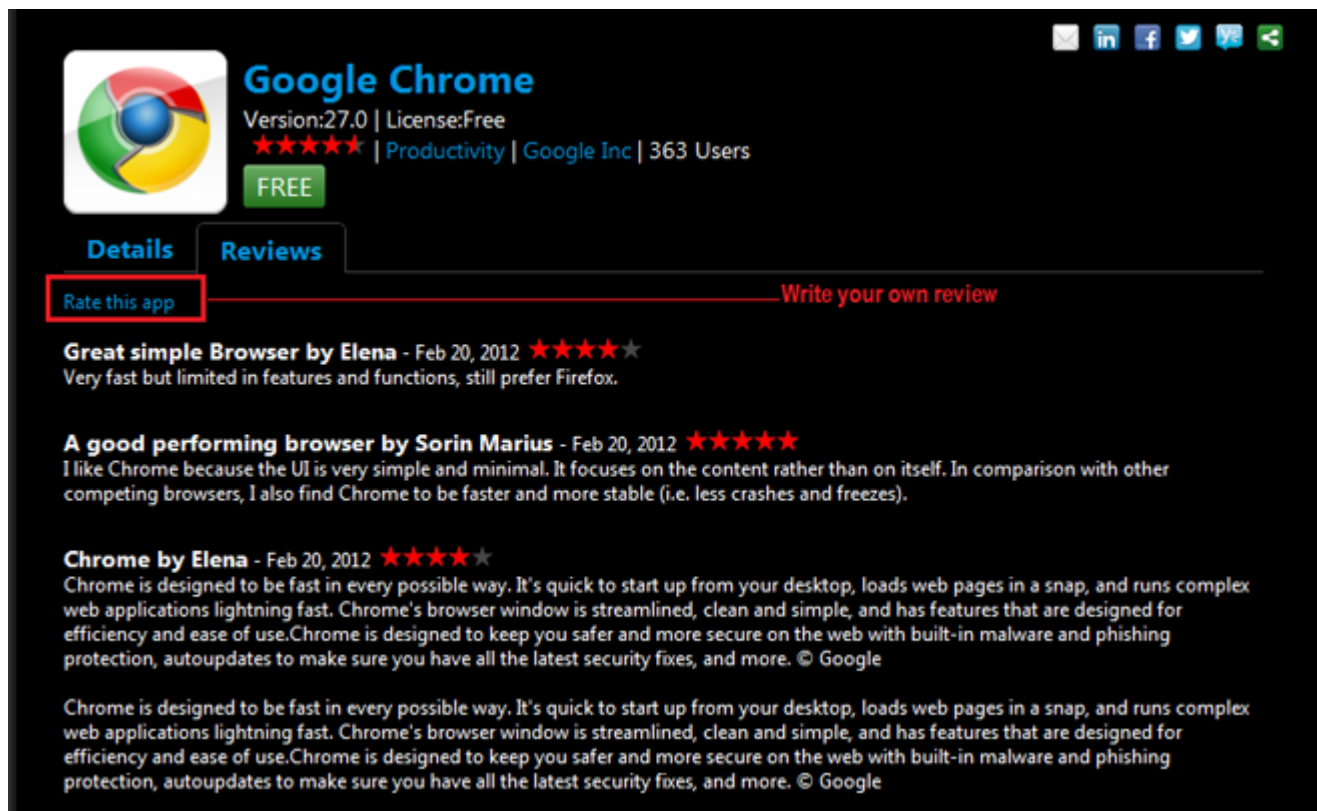 Google Chrome
Version:27.0 | License:Free
| Productivity | Google Inc | 363 Users
FREE
Details Reviews
Rate this app Write your own review
Great simple Browser by Elena - Feb 20, 2012
Very fast but limited in features and functions, still prefer Firefox.
A good performing browser by Sorin Marius - Feb 20, 2012
I like Chrome because the UI is very simple and minimal. It focuses on the content rather than on itself. In comparison with other
competing browsers, I also find Chrome to be faster and more stable (i.e. less crashes and freezes).
Chrome by Elena - Feb 20, 2012
Chrome is designed to be fast in every possible way. It's quick to start up from your desktop, loads web pages in a snap, and runs complex
web applications lightning fast. Chrome's browser window is streamlined, clean and simple, and has features that are designed for
efficiency and ease of use.Chrome is designed to keep you safer and more secure on the web with built-in malware and phishing
protection, autoupdates to make sure you have all the latest security fixes, and more. © Google
Chrome is designed to be fast in every possible way. It's quick to start up from your desktop, loads web pages in a snap, and runs complex
web applications lightning fast. Chrome's browser window is streamlined, clean and simple, and has features that are designed for
efficiency and ease of use.Chrome is designed to keep you safer and more secure on the web with built-in malware and phishing
protection, autoupdates to make sure you have all the latest security fixes, and more. © Google